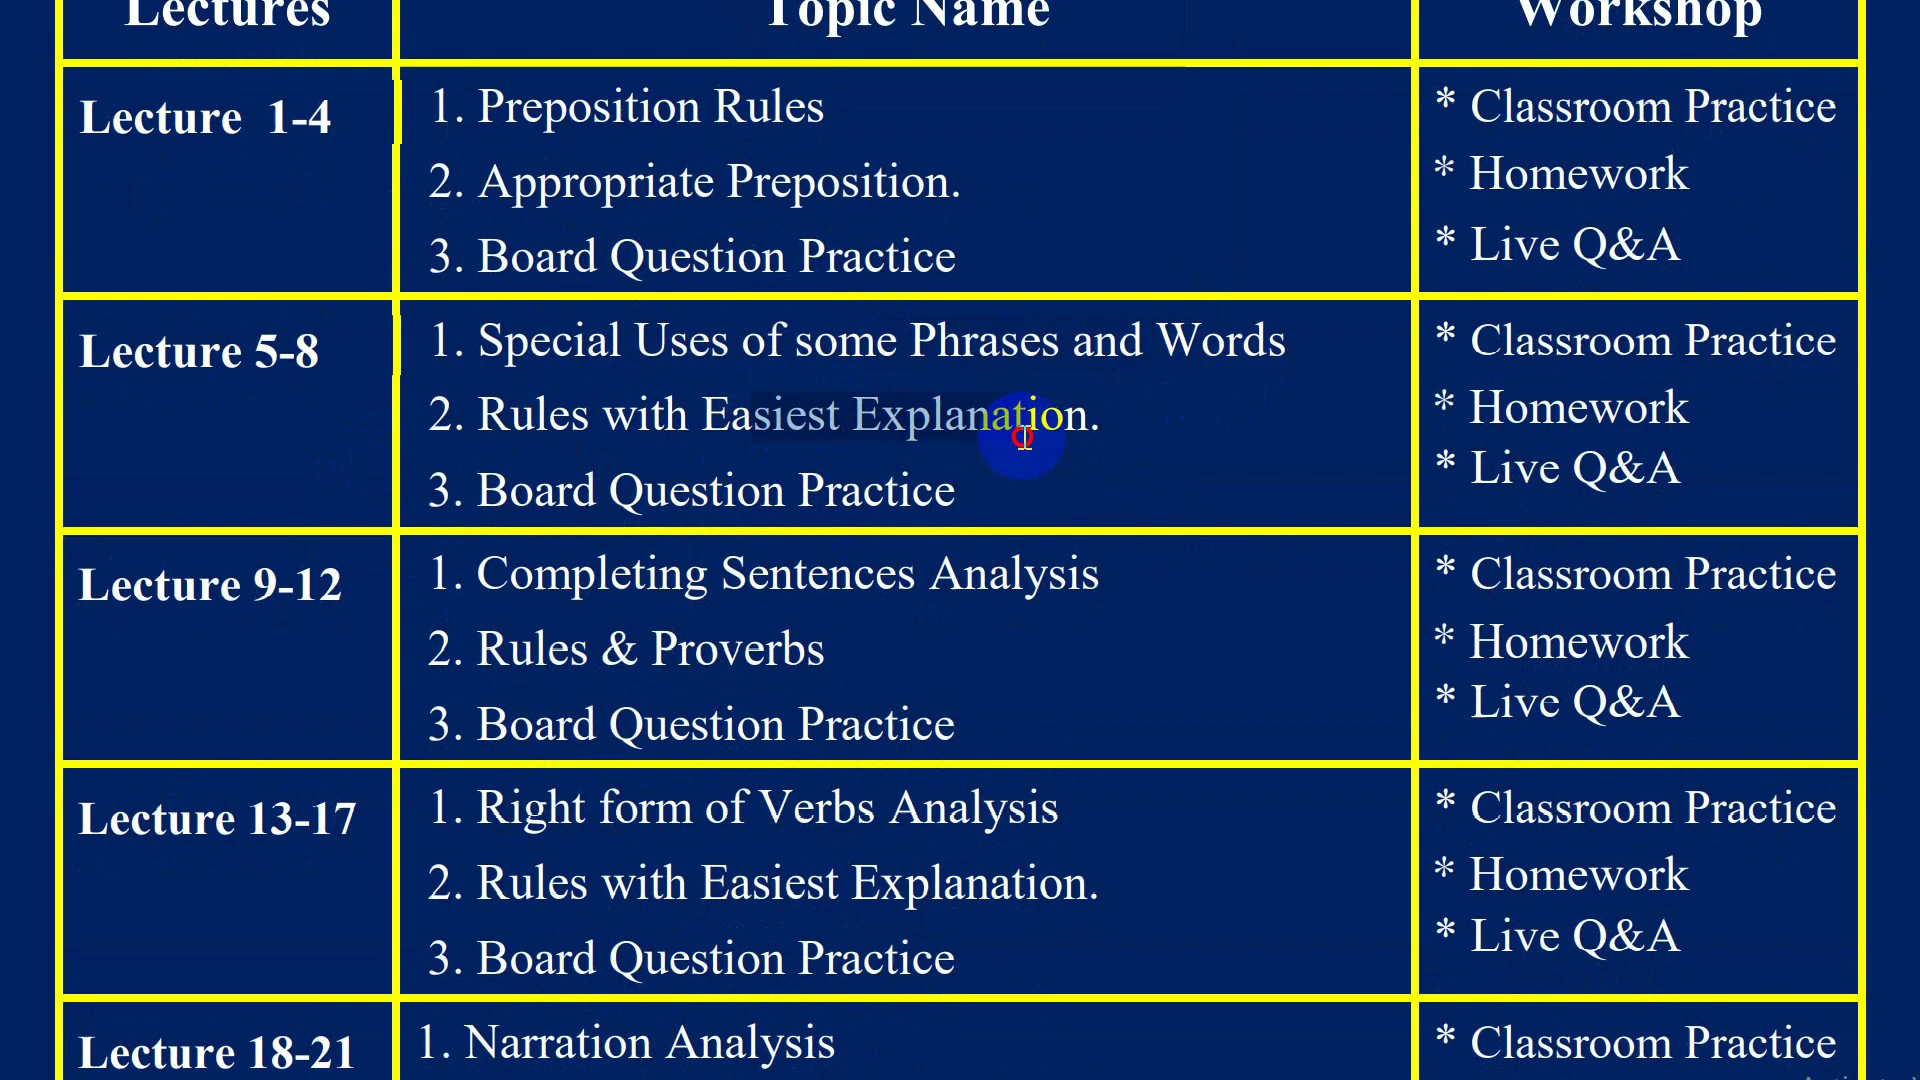 Lectures Topic Name Workshop
Lecture 1-4
1. Preposition Rules
2. Appropriate Preposition.
3. Board Question Practice
* Classroom Practice
* Homework
* Live Q&A
Lecture 5-8
1. Special Uses of some Phrases and Words
2. Rules with Easiest Explanation.
3. Board Question Practice
* Classroom Practice
* Homework
* Live Q&A
Lecture 9-12
1. Completing Sentences Analysis
2. Rules & Proverbs
3. Board Question Practice
* Classroom Practice
* Homework
* Live Q&A
Lecture 13-17
1. Right form of Verbs Analysis
2. Rules with Easiest Explanation.
3. Board Question Practice
* Classroom Practice
* Homework
* Live Q&A
Lecture 18-21
1. Narration Analysis
* Classroom Practice